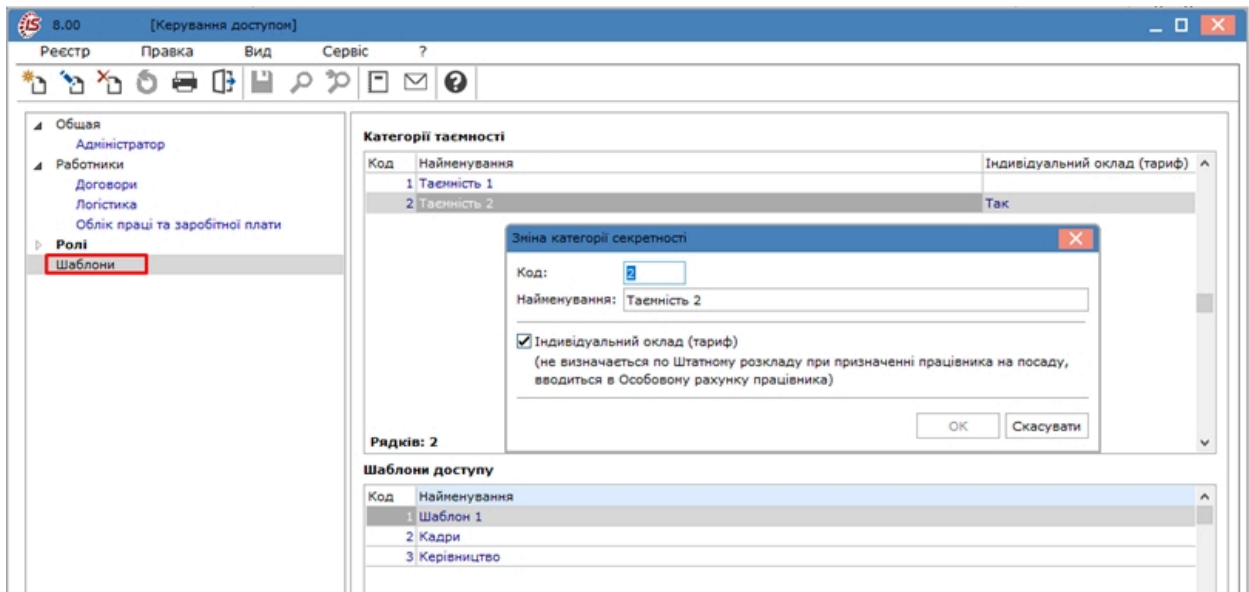 8.00 [Керування доступом]
Реєстр Правка Вид Сервіс ?
Общая
Адміністратор
Работники
Договори
Логістика
Облік праці та заробітної плати
Ролі
Шаблони
Категорії таємності
Код Найменування Індивідуальний оклад (тариф)
1 Таємність 1
2 Таємність 2 Так
Зміна категорії секретності
Код: 2
Найменування: Таємність 2
Індивідуальний оклад (тариф)
(не визначається по Штатному розкладу при призначенні працівника на посаду,
вводиться в Особовому рахунку працівника)
OK Скасувати
Рядків: 2
Шаблони доступу
Код Найменування
1 Шаблон 1
2 Кадри
3 Керівництво